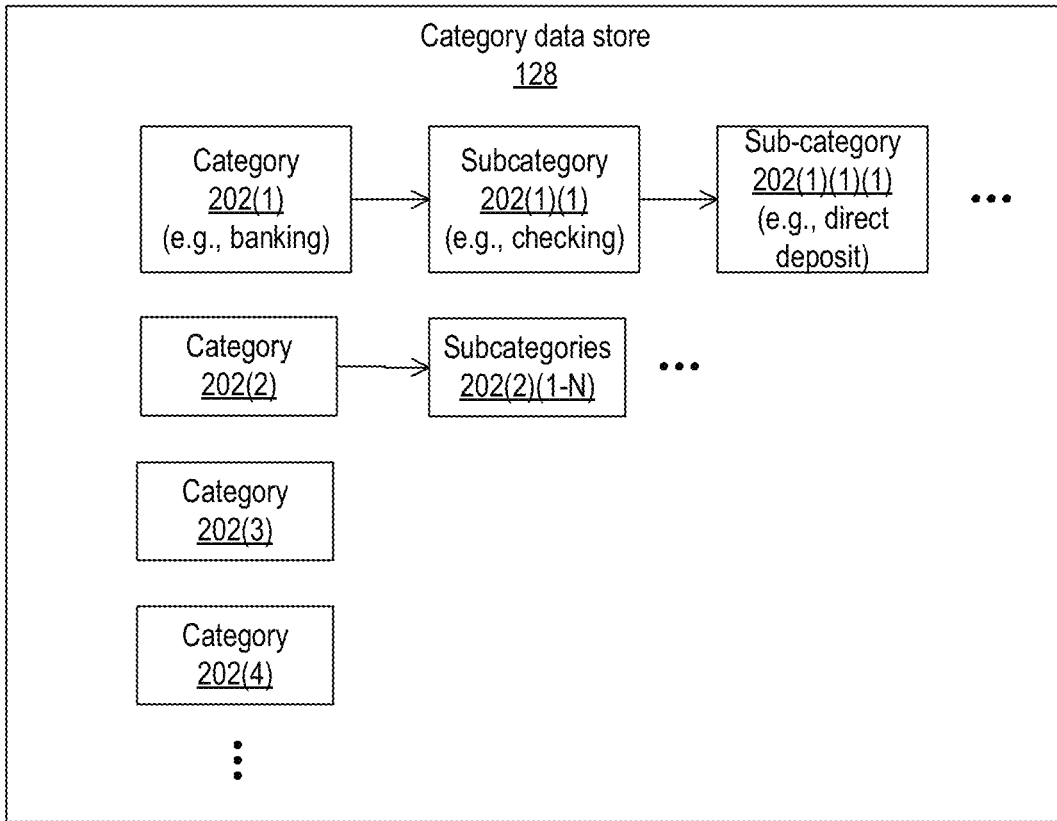 Category data store
128
Category
202(1)
(e.g., banking)
Subcategory
202(1)(1)
(e.g., checking)
Sub-category
202(1)(1)(1)
(e.g., direct
deposit)
•••
Category
202(2)
Subcategories
202(2)(1-N)
•••
Category
202(3)
Category
202(4)